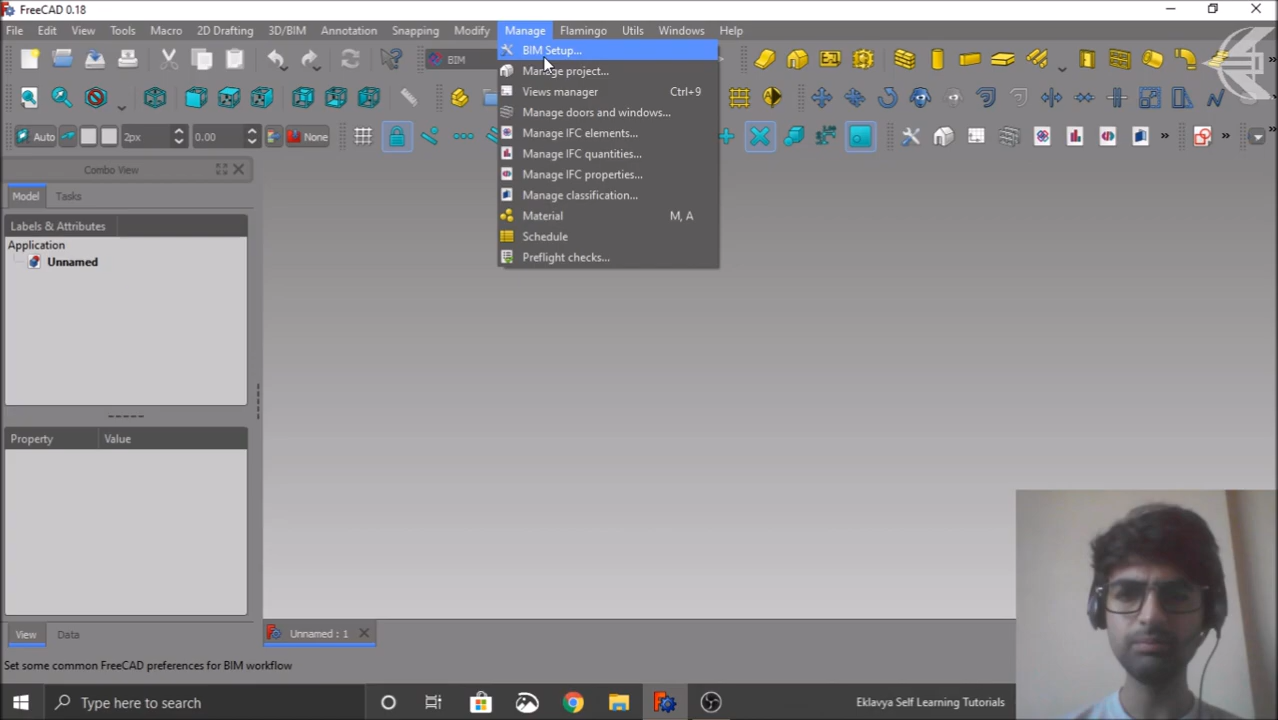 FreeCAD 0.18
File Edit View Tools Macro 2D Drafting 3D/BIM Annotation Snapping Modify Manage Flamingo Utils Windows Help
BIM
BIM Setup...
Manage project...
Views manager Ctrl+9
Manage doors and windows...
Manage IFC elements...
Manage IFC quantities...
Manage IFC properties...
Manage classification...
Material M, A
Schedule
Preflight checks...
Auto 2px 0.00 None
Combo View
Model Tasks
Labels & Attributes
Application
Unnamed
Property Value
View Data
Unnamed : 1
Set some common FreeCAD preferences for BIM workflow
Type here to search
Eklavya Self Learning Tutorials